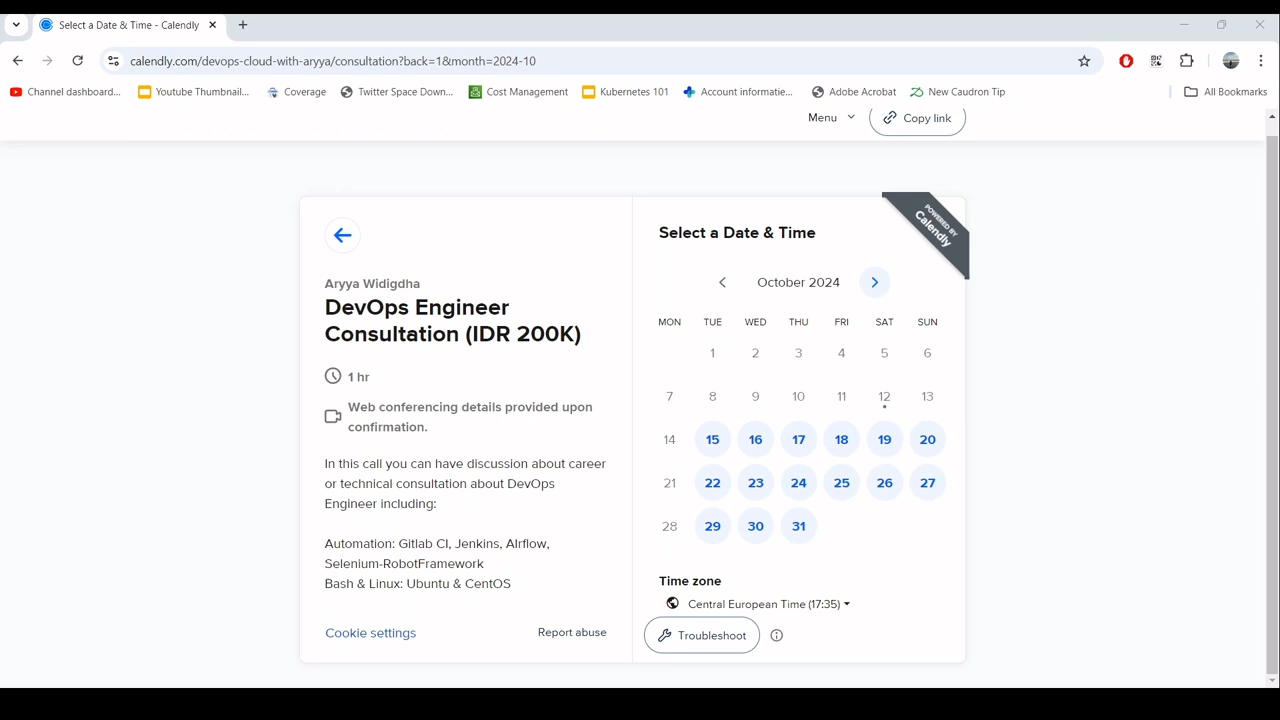 Select a Date & Time - Calendly
calendly.com/devops-cloud-with-aryya/consultation?back=1&month=2024-10
Channel dashboard... Youtube Thumbnail... Coverage Twitter Space Down... Cost Management Kubernetes 101 Account informatie... Adobe Acrobat New Caudron Tip All Bookmarks
Menu Copy link
POWERED BY
Calendly
Aryya Widigdha
DevOps Engineer
Consultation (IDR 200K)
1 hr
Web conferencing details provided upon
confirmation.
In this call you can have discussion about career
or technical consultation about DevOps
Engineer including:
Automation: Gitlab CI, Jenkins, AIrflow,
Selenium-RobotFramework
Bash & Linux: Ubuntu & CentOS
Cookie settings Report abuse
Select a Date & Time
October 2024
MON TUE WED THU FRI SAT SUN
1 2 3 4 5 6
7 8 9 10 11 12 13
14 15 16 17 18 19 20
21 22 23 24 25 26 27
28 29 30 31
Time zone
Central European Time (17:35)
Troubleshoot